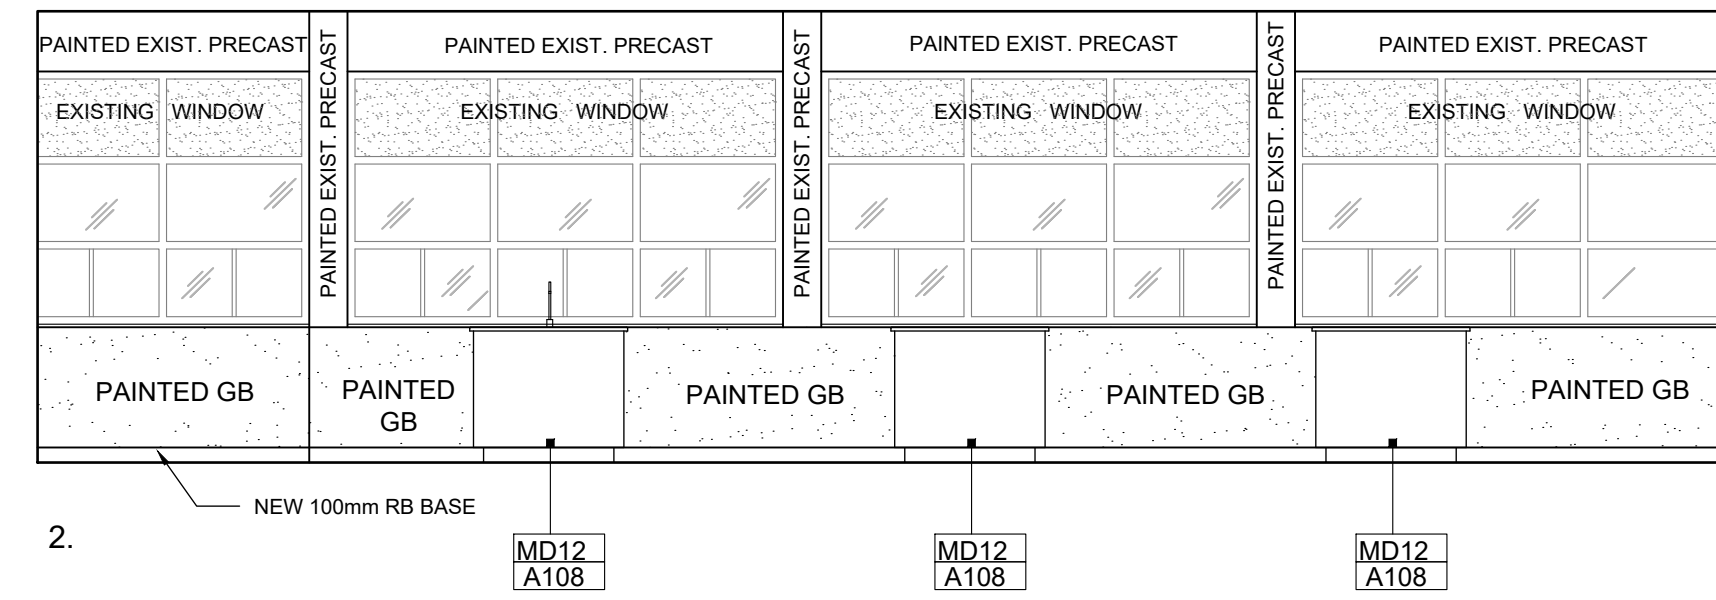 PAINTED EXIST. PRECAST
PAINTED EXIST. PRECAST
PAINTED EXIST. PRECAST
PAINTED EXIST. PRECAST
PAINTED EXIST. PRECAST
PAINTED EXIST. PRECAST
PAINTED EXIST. PRECAST
EXISTING WINDOW
EXISTING WINDOW
EXISTING WINDOW
EXISTING WINDOW
PAINTED GB
PAINTED
GB
PAINTED GB
PAINTED GB
PAINTED GB
NEW 100mm RB BASE
2.
MD12
A108
MD12
A108
MD12
A108